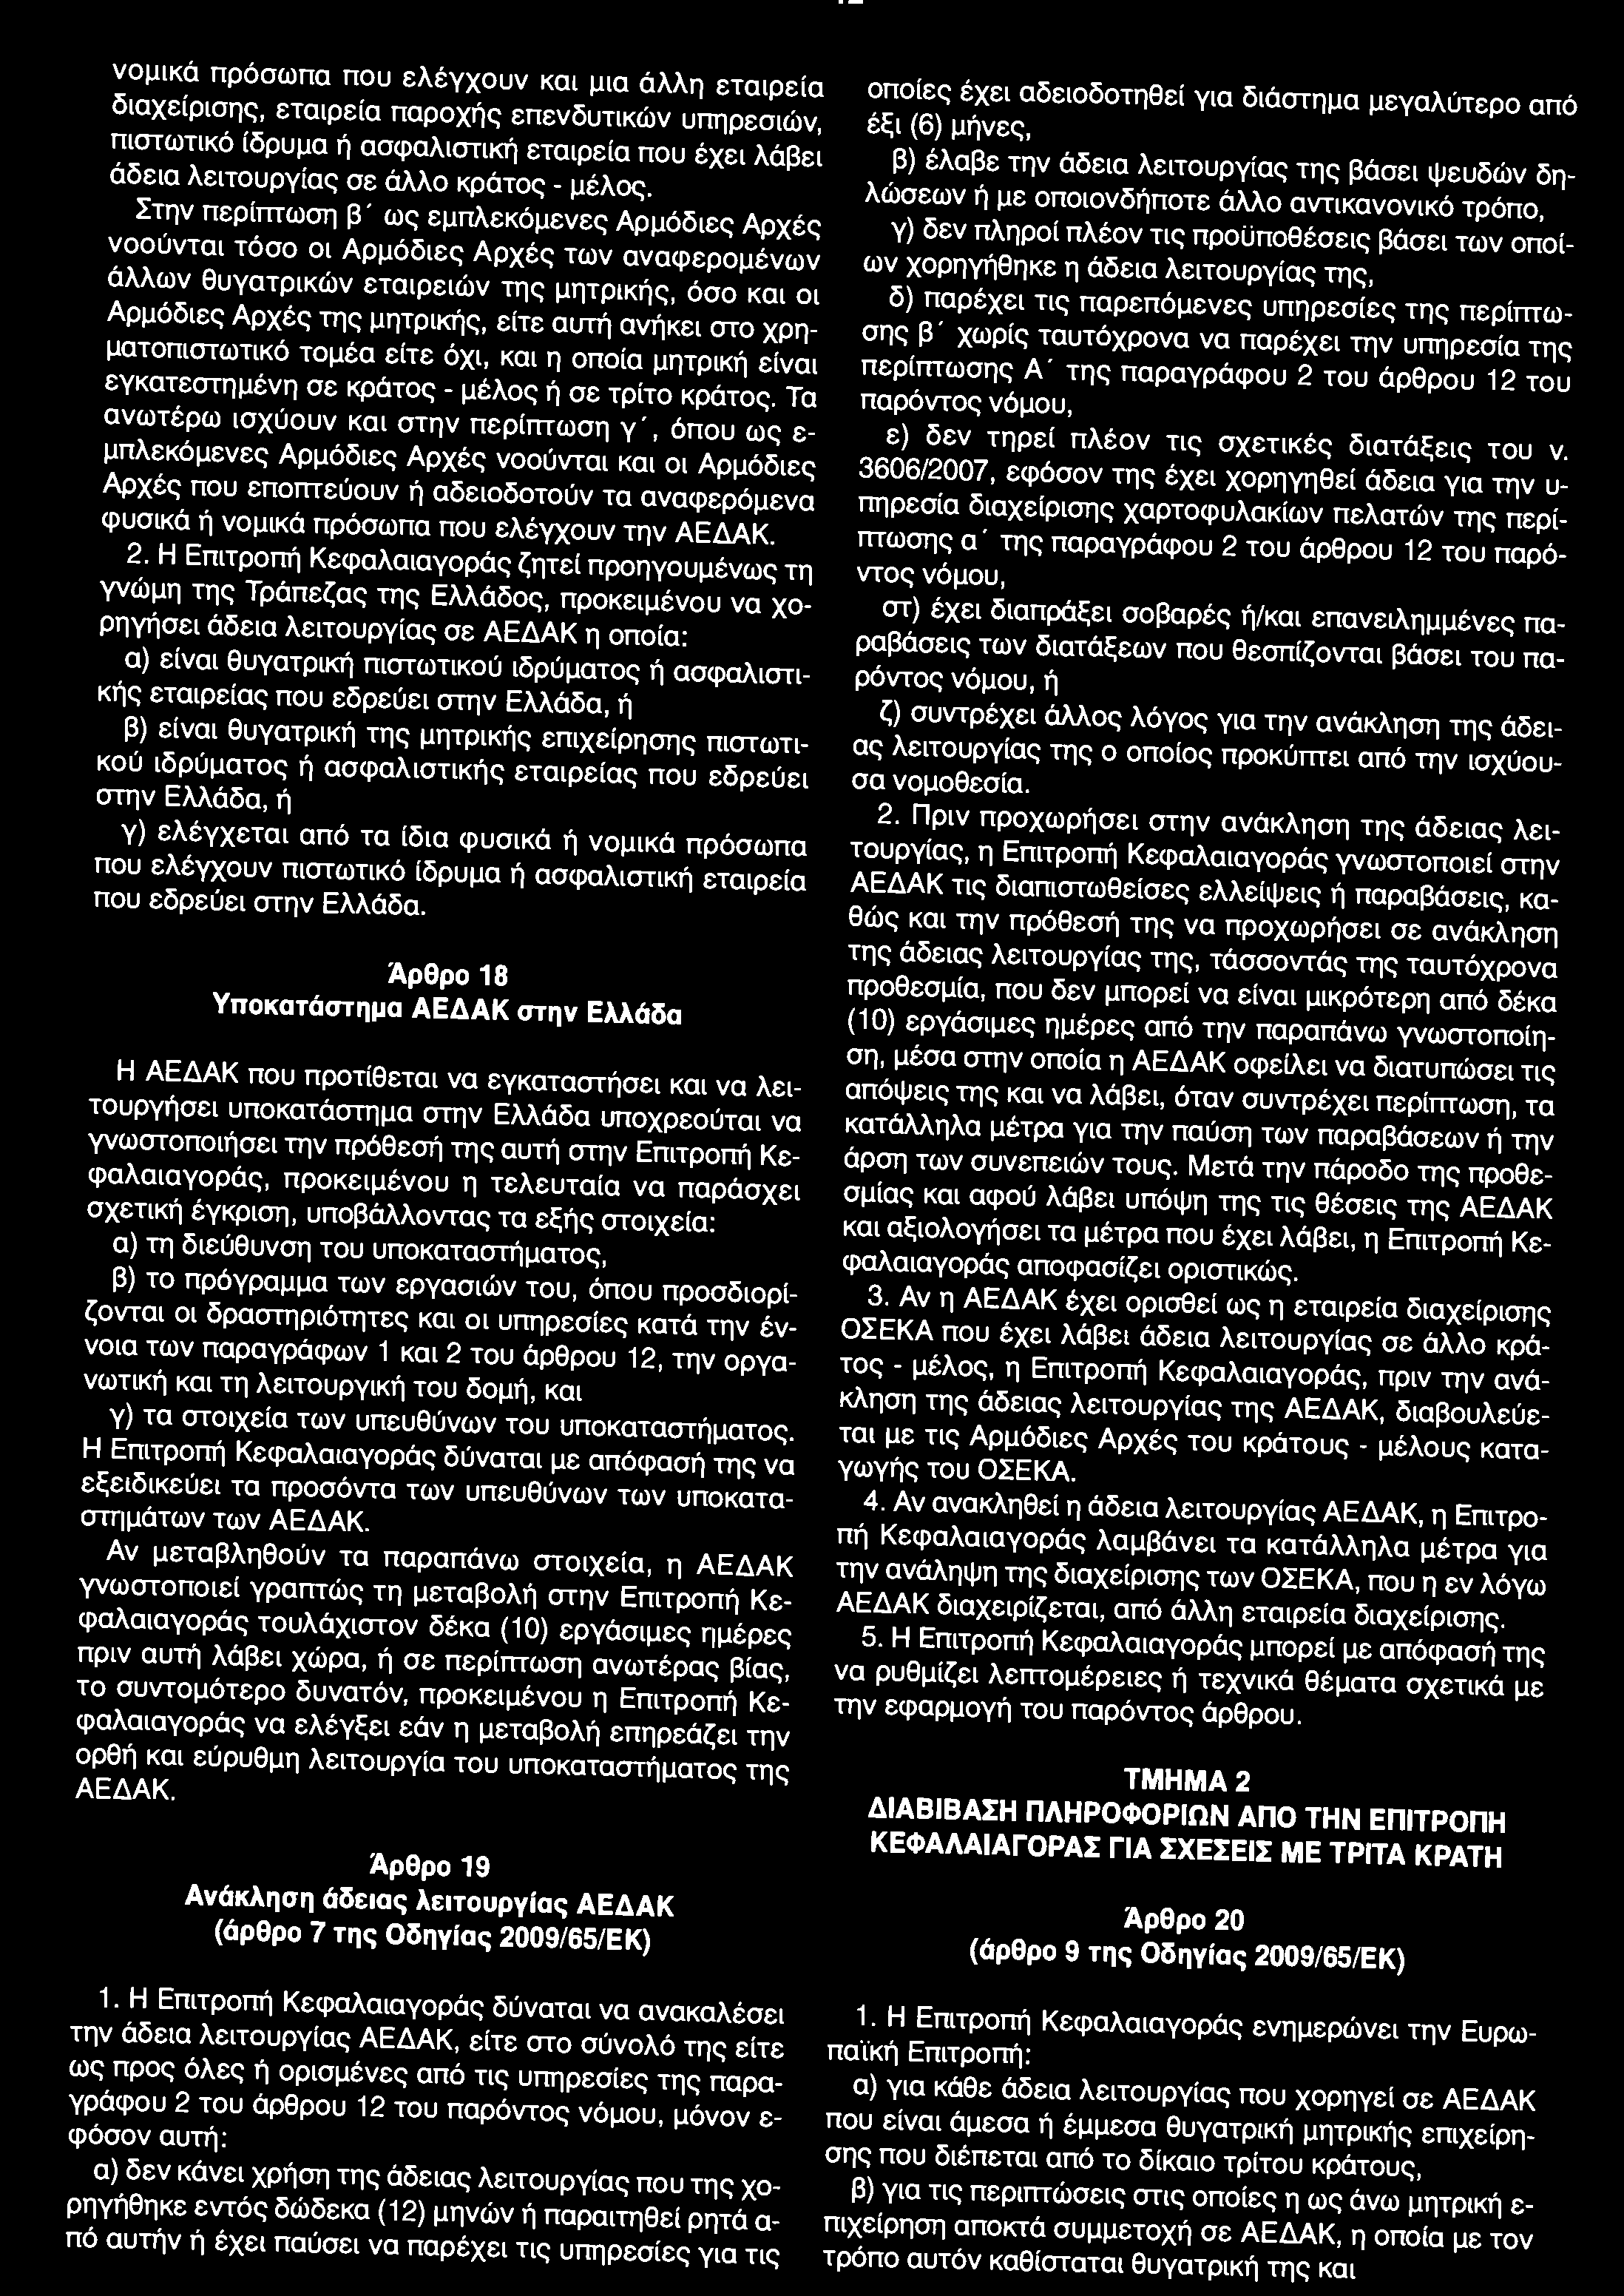 νομικά πρόσωπα που ελέγχουν και μια άλλη εταιρεία
διαχείρισης, εταιρεία παροχής επενδυτικών υπηρεσιών,
πιστωτικό ίδρυμα ή ασφαλιστική εταιρεία που έχει λάβει
άδεια λειτουργίας σε άλλο κράτος - μέλος.
Στην περίπτωση β΄ ως εμπλεκόμενες Αρμόδιες Αρχές
νοούνται τόσο οι Αρμόδιες Αρχές των αναφερομένων
άλλων θυγατρικών εταιρειών της μητρικής, όσο και οι
Αρμόδιες Αρχές της μητρικής, είτε αυτή ανήκει στο χρη-
ματοπιστωτικό τομέα είτε όχι, και η οποία μητρική είναι
εγκατεστημένη σε κράτος - μέλος ή σε τρίτο κράτος. Τα
ανωτέρω ισχύουν και στην περίπτωση γ΄, όπου ως ε-
μπλεκόμενες Αρμόδιες Αρχές νοούνται και οι Αρμόδιες
Αρχές που εποπτεύουν ή αδειοδοτούν τα αναφερόμενα
φυσικά ή νομικά πρόσωπα που ελέγχουν την ΑΕΔΑΚ.
2. Η Επιτροπή Κεφαλαιαγοράς ζητεί προηγουμένως τη
γνώμη της Τράπεζας της Ελλάδος, προκειμένου να χο-
ρηγήσει άδεια λειτουργίας σε ΑΕΔΑΚ η οποία:
α) είναι θυγατρική πιστωτικού ιδρύματος ή ασφαλιστι-
κής εταιρείας που εδρεύει στην Ελλάδα, ή
β) είναι θυγατρική της μητρικής επιχείρησης πιστωτι-
κού ιδρύματος ή ασφαλιστικής εταιρείας που εδρεύει
στην Ελλάδα, ή
γ) ελέγχεται από τα ίδια φυσικά ή νομικά πρόσωπα
που ελέγχουν πιστωτικό ίδρυμα ή ασφαλιστική εταιρεία
που εδρεύει στην Ελλάδα.
Άρθρο 18
Υποκατάστημα ΑΕΔΑΚ στην Ελλάδα
Η ΑΕΔΑΚ που προτίθεται να εγκαταστήσει και να λει-
τουργήσει υποκατάστημα στην Ελλάδα υποχρεούται να
γνωστοποιήσει την πρόθεσή της αυτή στην Επιτροπή Κε-
φαλαιαγοράς, προκειμένου η τελευταία να παράσχει
σχετική έγκριση, υποβάλλοντας τα εξής στοιχεία:
α) τη διεύθυνση του υποκαταστήματος,
β) το πρόγραμμα των εργασιών του, όπου προσδιορί-
ζονται οι δραστηριότητες και οι υπηρεσίες κατά την έν-
νοια των παραγράφων 1 και 2 του άρθρου 12, την οργα-
νωτική και τη λειτουργική του δομή, και
γ) τα στοιχεία των υπευθύνων του υποκαταστήματος.
Η Επιτροπή Κεφαλαιαγοράς δύναται με απόφασή της να
εξειδικεύει τα προσόντα των υπευθύνων των υποκατα-
στημάτων των ΑΕΔΑΚ.
Αν μεταβληθούν τα παραπάνω στοιχεία, η ΑΕΔΑΚ
γνωστοποιεί γραπτώς τη μεταβολή στην Επιτροπή Κε-
φαλαιαγοράς τουλάχιστον δέκα (10) εργάσιμες ημέρες
πριν αυτή λάβει χώρα, ή σε περίπτωση ανωτέρας βίας,
το συντομότερο δυνατόν, προκειμένου η Επιτροπή Κε-
φαλαιαγοράς να ελέγξει εάν η μεταβολή επηρεάζει την
ορθή και εύρυθμη λειτουργία του υποκαταστήματος της
ΑΕΔΑΚ.
Άρθρο 19
Ανάκληση άδειας λειτουργίας ΑΕΔΑΚ
(άρθρο 7 της Οδηγίας 2009/65/ΕΚ)
1. Η Επιτροπή Κεφαλαιαγοράς δύναται να ανακαλέσει
την άδεια λειτουργίας ΑΕΔΑΚ, είτε στο σύνολό της είτε
ως προς όλες ή ορισμένες από τις υπηρεσίες της παρα-
γράφου 2 του άρθρου 12 του παρόντος νόμου, μόνον ε-
φόσον αυτή:
α) δεν κάνει χρήση της άδειας λειτουργίας που της χο-
ρηγήθηκε εντός δώδεκα (12) μηνών ή παραιτηθεί ρητά α-
πό αυτήν ή έχει παύσει να παρέχει τις υπηρεσίες για τις
οποίες έχει αδειοδοτηθεί για διάστημα μεγαλύτερο από
έξι (6) μήνες,
β) έλαβε την άδεια λειτουργίας της βάσει ψευδών δη-
λώσεων ή με οποιονδήποτε άλλο αντικανονικό τρόπο,
γ) δεν πληροί πλέον τις προϋποθέσεις βάσει των οποί-
ων χορηγήθηκε η άδεια λειτουργίας της,
δ) παρέχει τις παρεπόμενες υπηρεσίες της περίπτω-
σης β΄ χωρίς ταυτόχρονα να παρέχει την υπηρεσία της
περίπτωσης Α΄ της παραγράφου 2 του άρθρου 12 του
παρόντος νόμου,
ε) δεν τηρεί πλέον τις σχετικές διατάξεις του ν.
3606/2007, εφόσον της έχει χορηγηθεί άδεια για την υ-
πηρεσία διαχείρισης χαρτοφυλακίων πελατών της περί-
πτωσης α΄ της παραγράφου 2 του άρθρου 12 του παρό-
ντος νόμου,
στ) έχει διαπράξει σοβαρές ή/και επανειλημμένες πα-
ραβάσεις των διατάξεων που θεσπίζονται βάσει του πα-
ρόντος νόμου, ή
ζ) συντρέχει άλλος λόγος για την ανάκληση της άδει-
ας λειτουργίας της ο οποίος προκύπτει από την ισχύου-
σα νομοθεσία.
2. Πριν προχωρήσει στην ανάκληση της άδειας λει-
τουργίας, η Επιτροπή Κεφαλαιαγοράς γνωστοποιεί στην
ΑΕΔΑΚ τις διαπιστωθείσες ελλείψεις ή παραβάσεις, κα-
θώς και την πρόθεσή της να προχωρήσει σε ανάκληση
της άδειας λειτουργίας της, τάσσοντάς της ταυτόχρονα
προθεσμία, που δεν μπορεί να είναι μικρότερη από δέκα
(10) εργάσιμες ημέρες από την παραπάνω γνωστοποίη-
ση, μέσα στην οποία η ΑΕΔΑΚ οφείλει να διατυπώσει τις
απόψεις της και να λάβει, όταν συντρέχει περίπτωση, τα
κατάλληλα μέτρα για την παύση των παραβάσεων ή την
άρση των συνεπειών τους. Μετά την πάροδο της προθε-
σμίας και αφού λάβει υπόψη της τις θέσεις της ΑΕΔΑΚ
και αξιολογήσει τα μέτρα που έχει λάβει, η Επιτροπή Κε-
φαλαιαγοράς αποφασίζει οριστικώς.
3. Αν η ΑΕΔΑΚ έχει ορισθεί ως η εταιρεία διαχείρισης
ΟΣΕΚΑ που έχει λάβει άδεια λειτουργίας σε άλλο κρά-
τος - μέλος, η Επιτροπή Κεφαλαιαγοράς, πριν την ανά-
κληση της άδειας λειτουργίας της ΑΕΔΑΚ, διαβουλεύε-
ται με τις Αρμόδιες Αρχές του κράτους - μέλους κατα-
γωγής του ΟΣΕΚΑ.
4. Αν ανακληθεί η άδεια λειτουργίας ΑΕΔΑΚ, η Επιτρο-
πή Κεφαλαιαγοράς λαμβάνει τα κατάλληλα μέτρα για
την ανάληψη της διαχείρισης των ΟΣΕΚΑ, που η εν λόγω
ΑΕΔΑΚ διαχειρίζεται, από άλλη εταιρεία διαχείρισης.
5. Η Επιτροπή Κεφαλαιαγοράς μπορεί με απόφασή της
να ρυθμίζει λεπτομέρειες ή τεχνικά θέματα σχετικά με
την εφαρμογή του παρόντος άρθρου.
ΤΜΗΜΑ 2
ΔΙΑΒΙΒΑΣΗ ΠΛΗΡΟΦΟΡΙΩΝ ΑΠΟ ΤΗΝ ΕΠΙΤΡΟΠΗ
ΚΕΦΑΛΑΙΑΓΟΡΑΣ ΓΙΑ ΣΧΕΣΕΙΣ ΜΕ ΤΡΙΤΑ ΚΡΑΤΗ
Άρθρο 20
(άρθρο 9 της Οδηγίας 2009/65/ΕΚ)
1. Η Επιτροπή Κεφαλαιαγοράς ενημερώνει την Ευρω-
παϊκή Επιτροπή:
α) για κάθε άδεια λειτουργίας που χορηγεί σε ΑΕΔΑΚ
που είναι άμεσα ή έμμεσα θυγατρική μητρικής επιχείρη-
σης που διέπεται από το δίκαιο τρίτου κράτους,
β) για τις περιπτώσεις στις οποίες η ως άνω μητρική ε-
πιχείρηση αποκτά συμμετοχή σε ΑΕΔΑΚ, η οποία με τον
τρόπο αυτόν καθίσταται θυγατρική της και